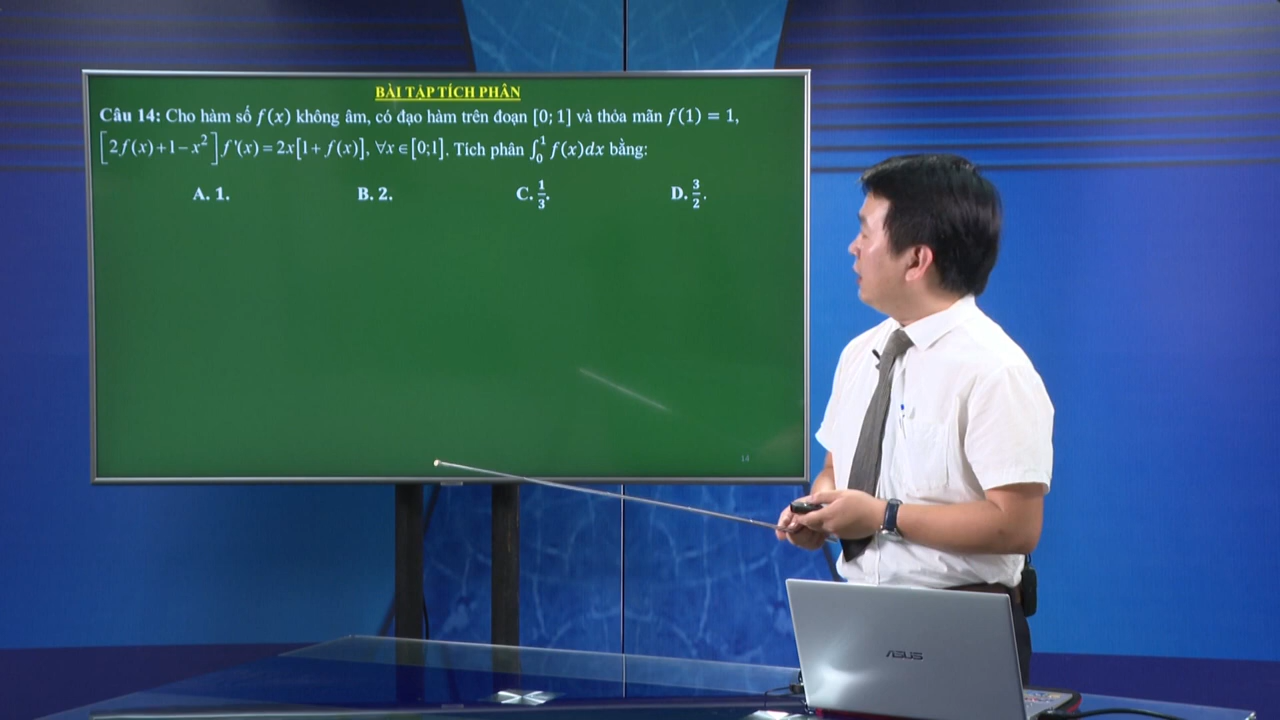 BÀI TẬP TÍCH PHÂN
Câu 14: Cho hàm số f(x) không âm, có đạo hàm trên đoạn [0; 1] và thỏa mãn f(1) = 1,
[2f(x)+1−x²]f'(x) = 2x[1+f(x)], ∀x∈[0;1]. Tích phân ∫₀¹ f(x)dx bằng:
A. 1. B. 2. C. 1/3. D. 3/2.
14
ASUS